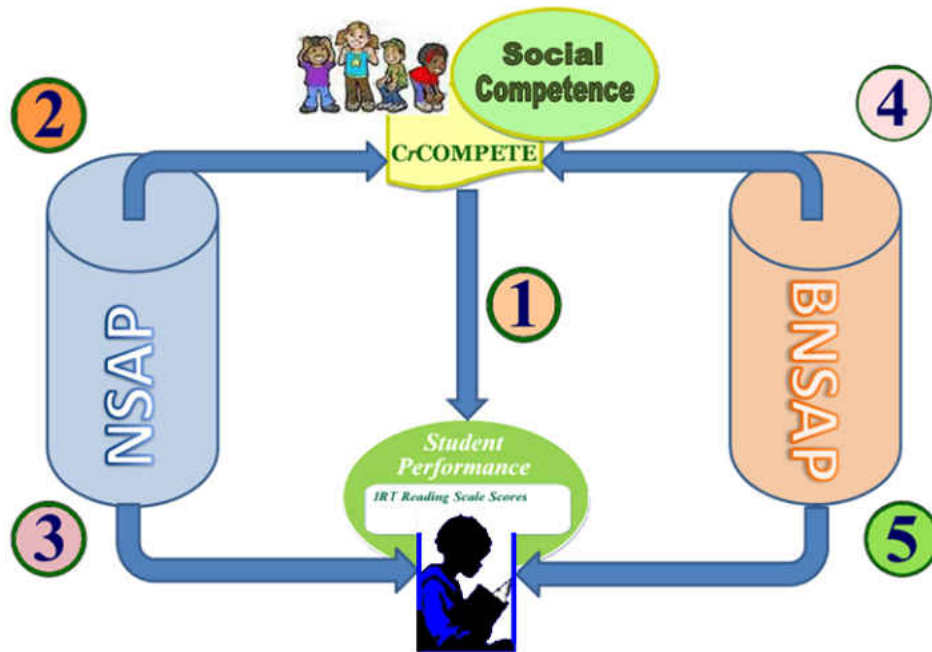 Social
Competence
2
4
CrCOMPETE
1
NSAP
BNSAP
Student
Performance
IRT Reading Scale Scores
3
5